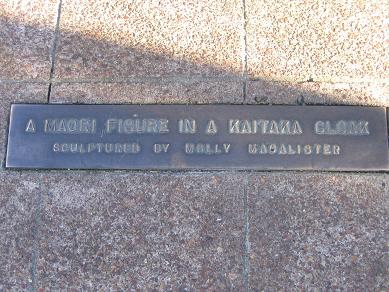 A MAORI FIGURE IN A KAITAKA CLOAK
SCULPTURED BY MOLLY MACALISTER